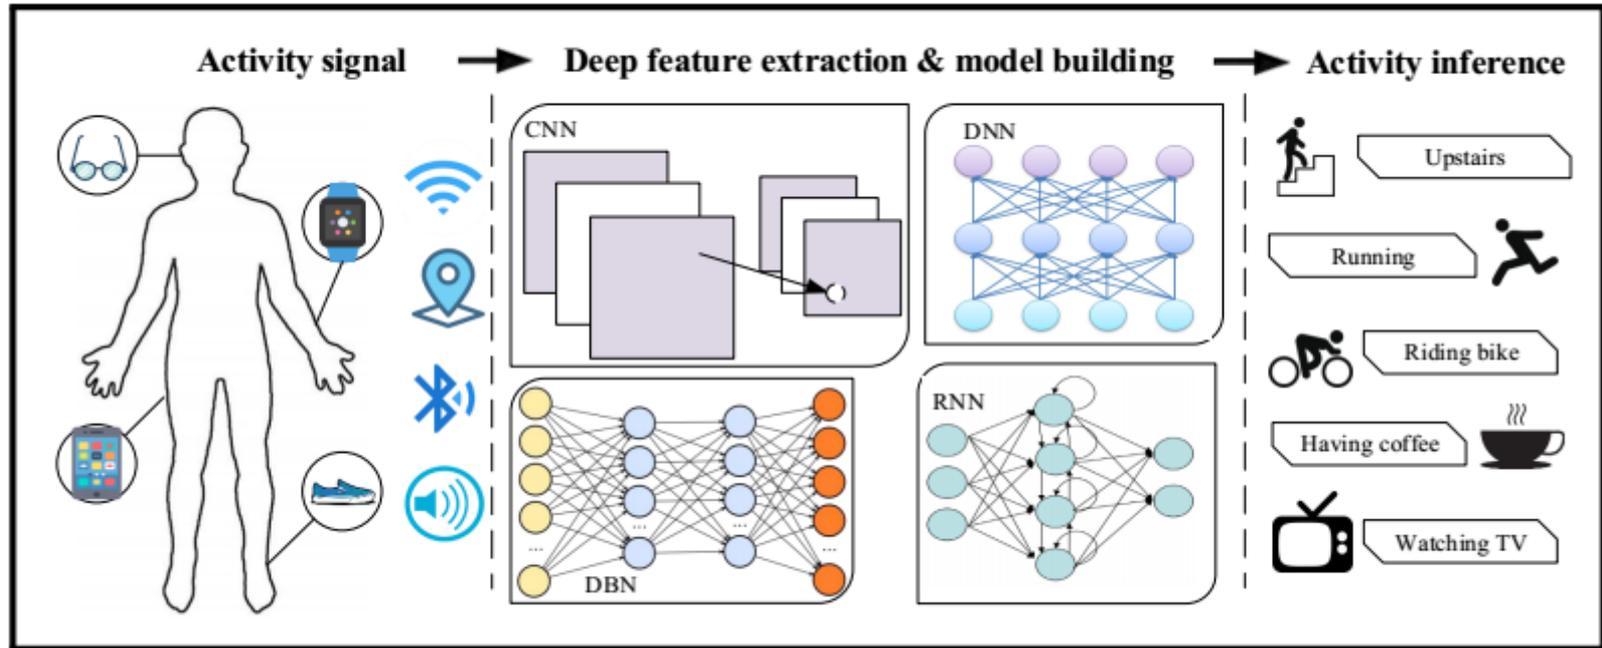 Activity signal
Deep feature extraction & model building
Activity inference
CNN
DNN
DBN
...
...
...
...
RNN
Upstairs
Running
Riding bike
Having coffee
Watching TV